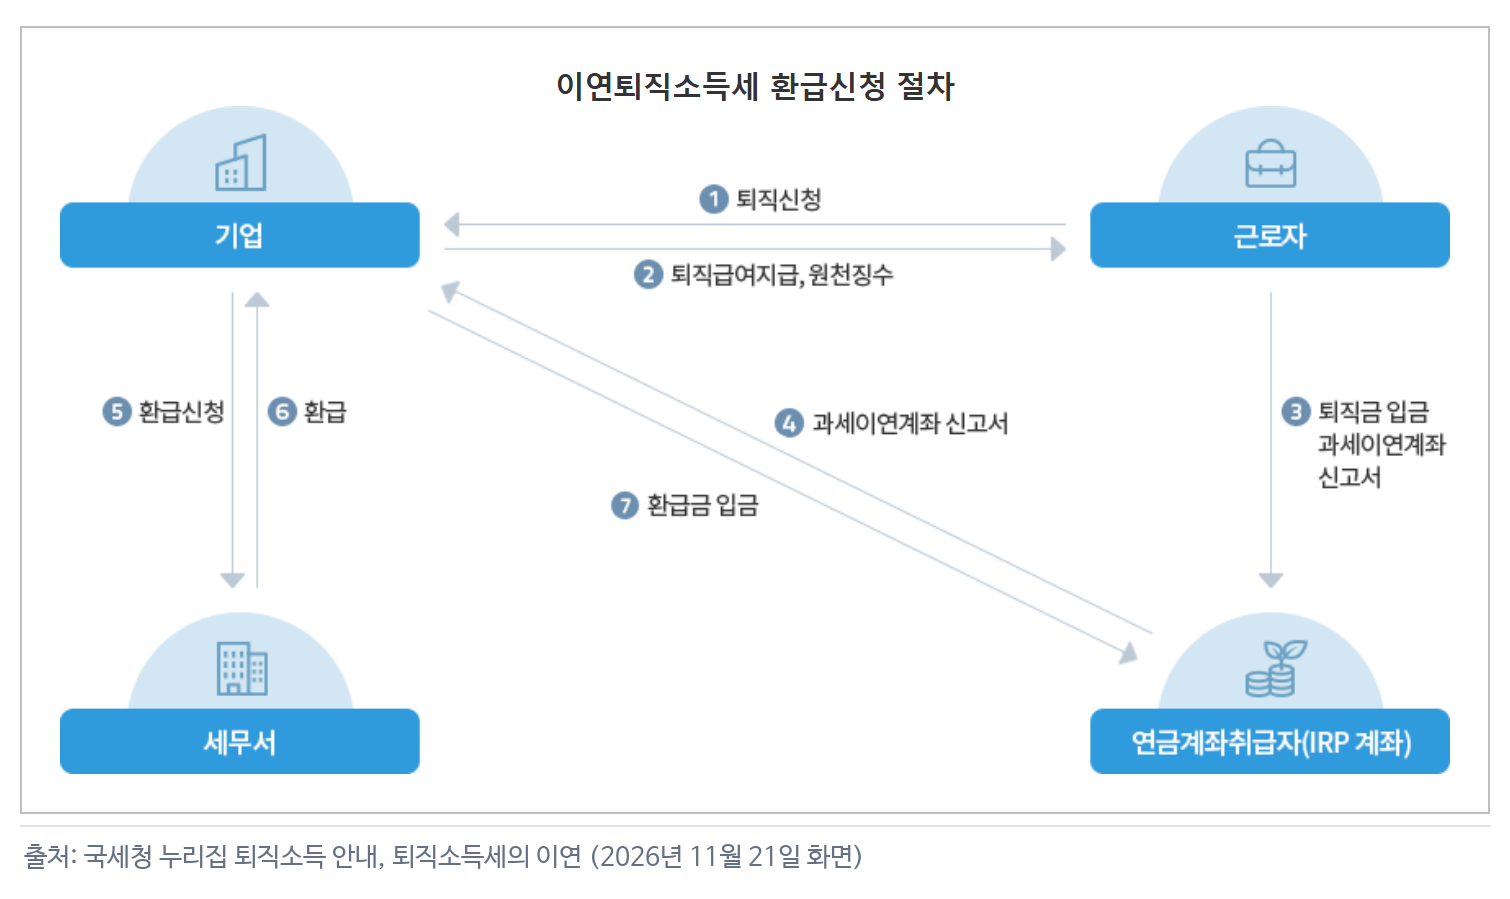 이연퇴직소득세 환급신청 절차
기업
근로자
1 퇴직신청
2 퇴직급여지급, 원천징수
3 퇴직금 입금
과세이연계좌
신고서
4 과세이연계좌 신고서
5 환급신청
6 환급
7 환급금 입금
세무서
연금계좌취급자(IRP 계좌)
출처: 국세청 누리집 퇴직소득 안내, 퇴직소득세의 이연 (2026년 11월 21일 화면)